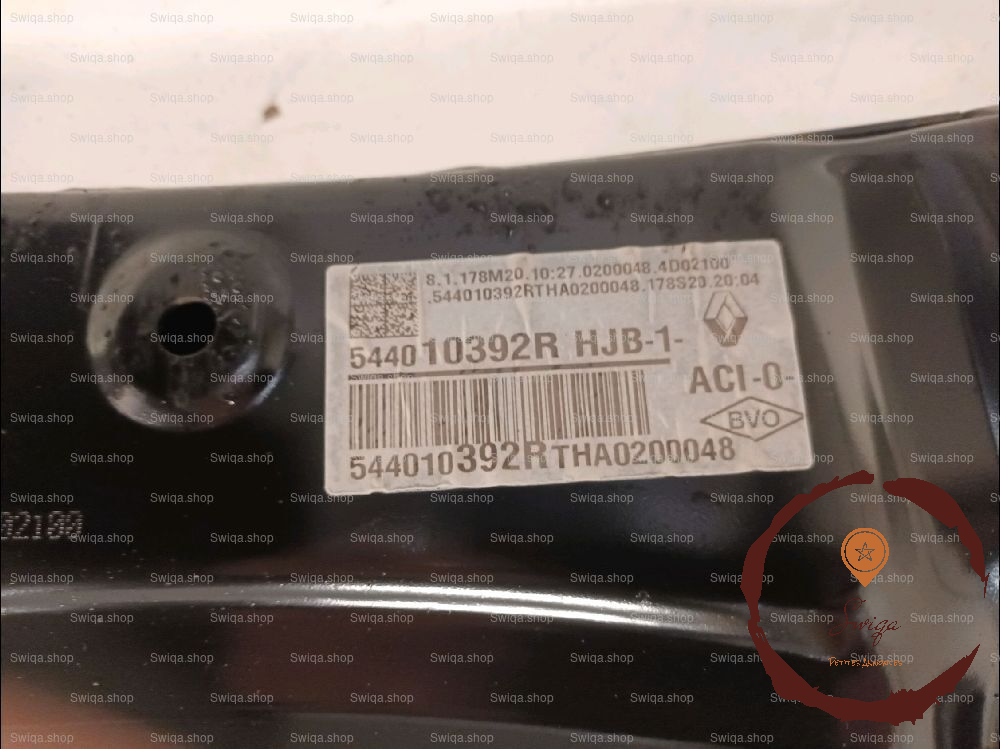 8.1.178M20.10:27.0200048.4D02100
.544010392RTHA0200048.178S20.20:04
544010392R HJB-1-
ACI-0-
BVO
544010392RTHA0200048
02100
Swiqa.shop
Swiqa